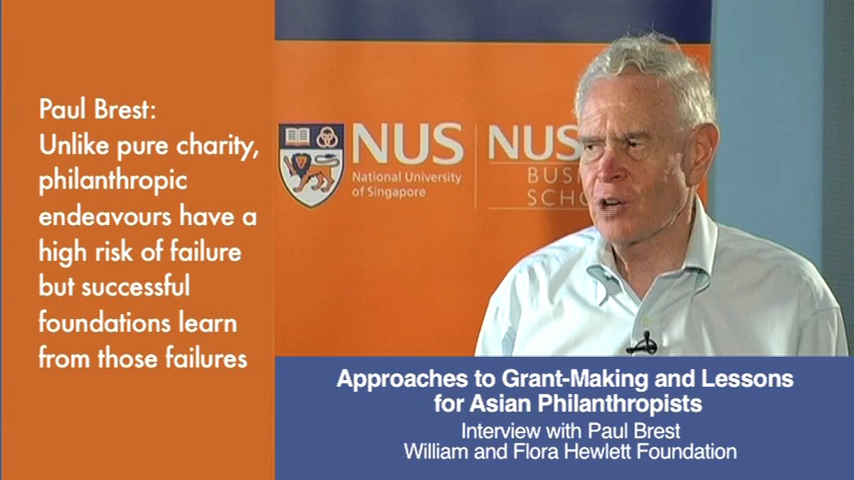 Paul Brest:
Unlike pure charity,
philanthropic
endeavours have a
high risk of failure
but successful
foundations learn
from those failures
NUS
National University
of Singapore
NUS
BUS
SCHO
Approaches to Grant-Making and Lessons
for Asian Philanthropists
Interview with Paul Brest
William and Flora Hewlett Foundation